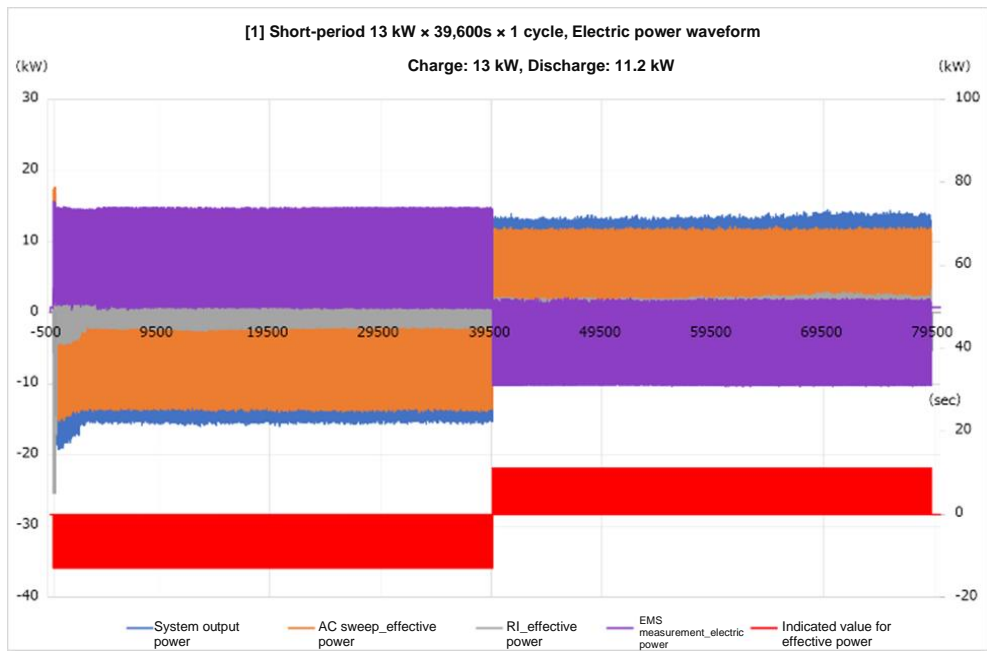 [1] Short-period 13 kW × 39,600s × 1 cycle, Electric power waveform
(kW)
Charge: 13 kW, Discharge: 11.2 kW
(kW)
30
100
20
80
10
60
0
-500
9500
19500
29500
39500
49500
59500
69500
79500
40
-10
(sec)
20
-20
-30
0
-40
-20
System output
power
AC sweep_effective
power
RI_effective
power
EMS
measurement_electric
power
Indicated value for
effective power